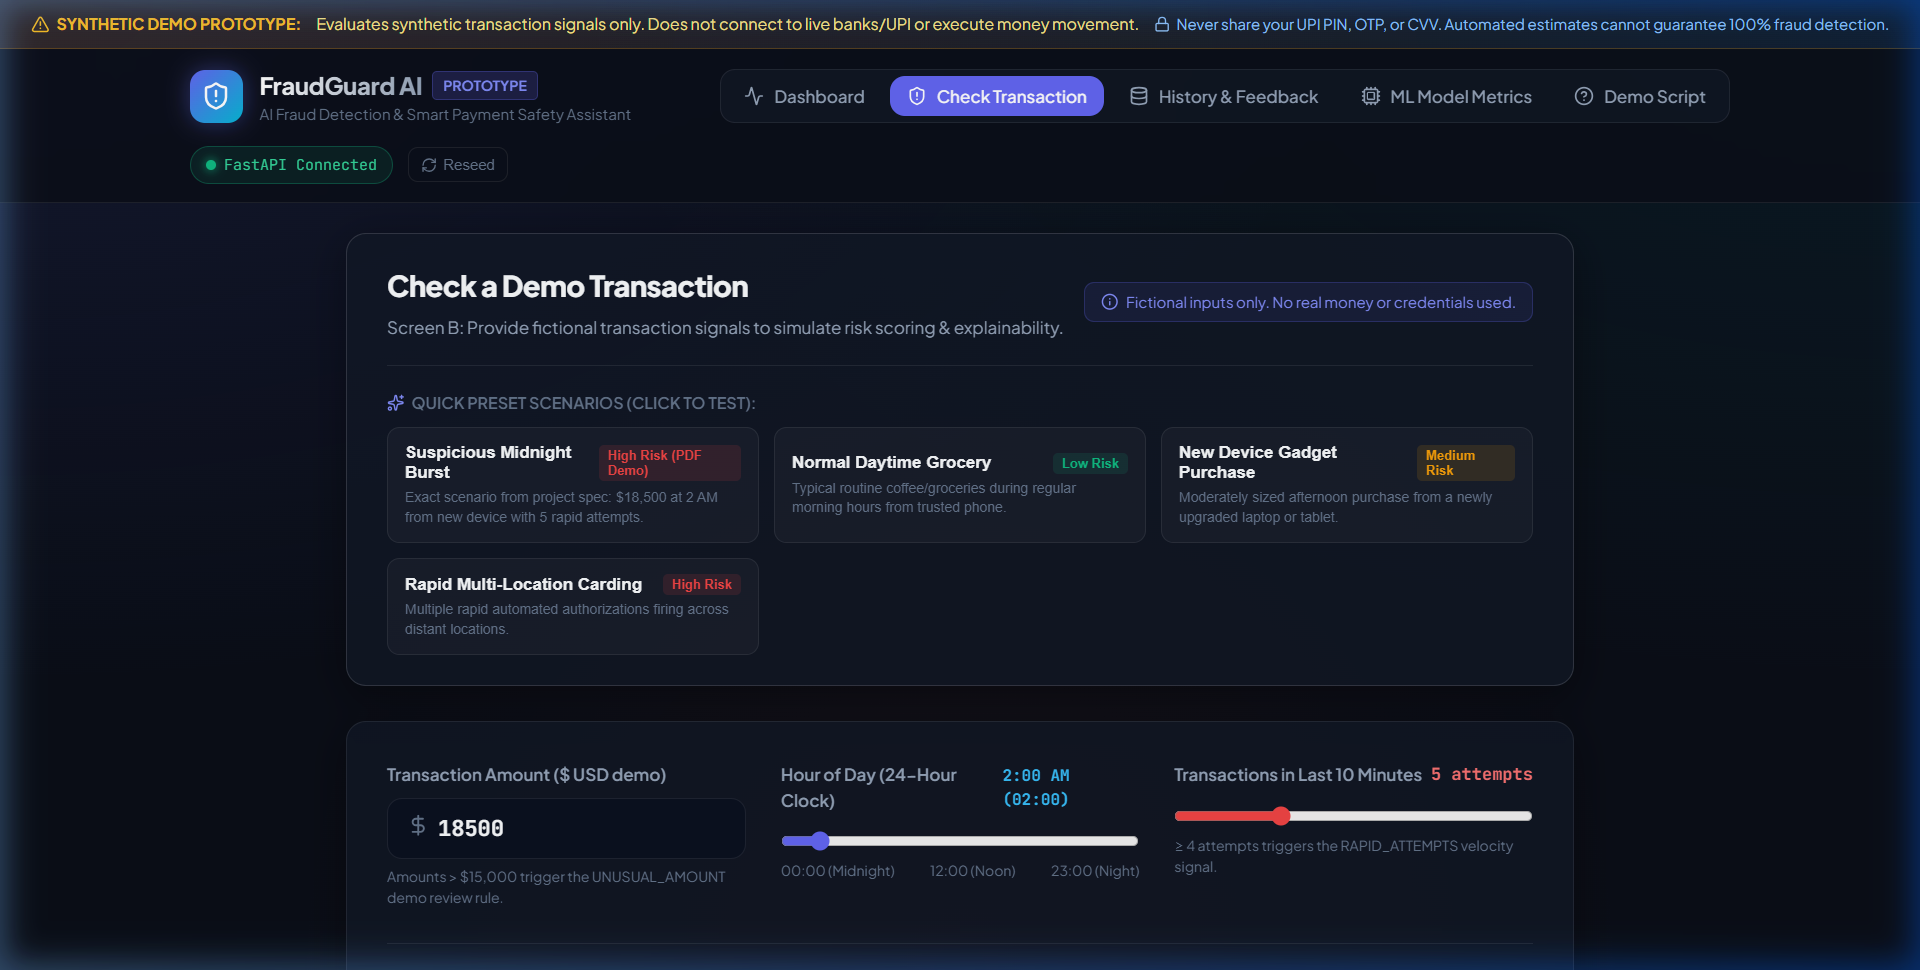 SYNTHETIC DEMO PROTOTYPE: Evaluates synthetic transaction signals only. Does not connect to live banks/UPI or execute money movement. Never share your UPI PIN, OTP, or CVV. Automated estimates cannot guarantee 100% fraud detection.
FraudGuard AI PROTOTYPE
AI Fraud Detection & Smart Payment Safety Assistant
Dashboard Check Transaction History & Feedback ML Model Metrics Demo Script
FastAPI Connected Reseed
Check a Demo Transaction
Screen B: Provide fictional transaction signals to simulate risk scoring & explainability.
Fictional inputs only. No real money or credentials used.
QUICK PRESET SCENARIOS (CLICK TO TEST):
Suspicious Midnight
Burst
High Risk (PDF
Demo)
Exact scenario from project spec: $18,500 at 2 AM
from new device with 5 rapid attempts.
Normal Daytime Grocery Low Risk
Typical routine coffee/groceries during regular
morning hours from trusted phone.
New Device Gadget
Purchase
Medium
Risk
Moderately sized afternoon purchase from a newly
upgraded laptop or tablet.
Rapid Multi-Location Carding High Risk
Multiple rapid automated authorizations firing across
distant locations.
Transaction Amount ($ USD demo)
$ 18500
Amounts > $15,000 trigger the UNUSUAL_AMOUNT
demo review rule.
Hour of Day (24-Hour
Clock)
2:00 AM
(02:00)
00:00 (Midnight) 12:00 (Noon) 23:00 (Night)
Transactions in Last 10 Minutes 5 attempts
≥ 4 attempts triggers the RAPID_ATTEMPTS velocity
signal.